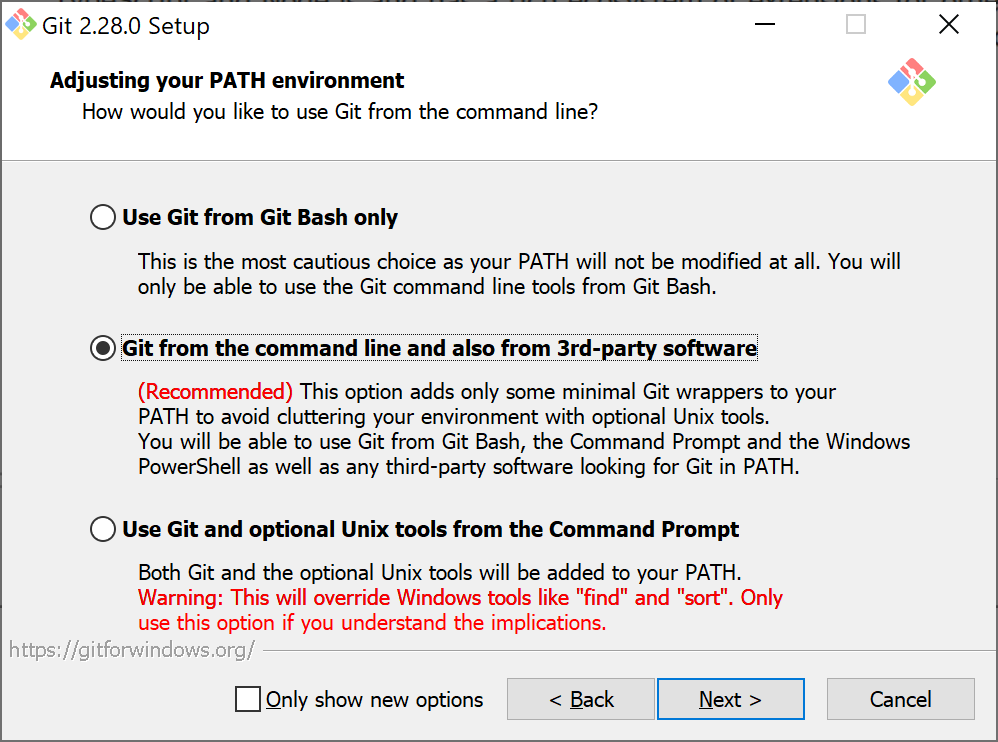 Git 2.28.0 Setup
Adjusting your PATH environment
How would you like to use Git from the command line?
Use Git from Git Bash only
This is the most cautious choice as your PATH will not be modified at all. You will
only be able to use the Git command line tools from Git Bash.
Git from the command line and also from 3rd-party software
(Recommended) This option adds only some minimal Git wrappers to your
PATH to avoid cluttering your environment with optional Unix tools.
You will be able to use Git from Git Bash, the Command Prompt and the Windows
PowerShell as well as any third-party software looking for Git in PATH.
Use Git and optional Unix tools from the Command Prompt
Both Git and the optional Unix tools will be added to your PATH.
Warning: This will override Windows tools like "find" and "sort". Only
use this option if you understand the implications.
https://gitforwindows.org/
Only show new options
< Back
Next >
Cancel